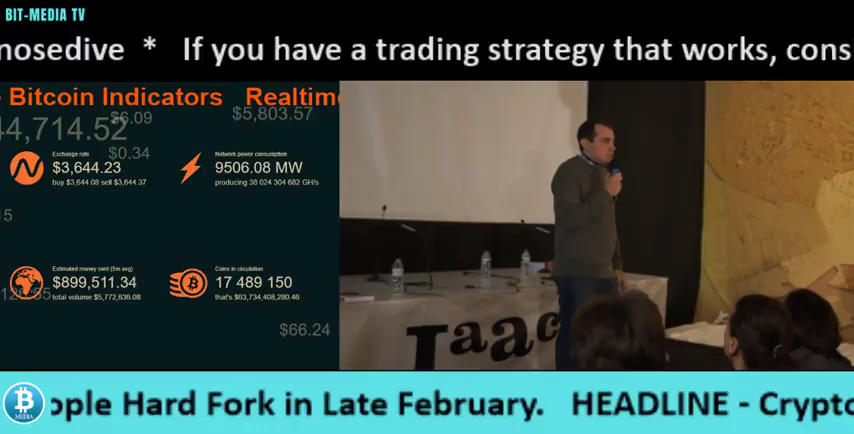 BIT-MEDIA TV
nosedive * If you have a trading strategy that works, cons
Bitcoin Indicators Realtime
44,714.52
$6.09
$5,803.57
$0.34
Exchange rate
$3,644.23
buy $3,644.08 sell $3,644.37
Network power consumption
9506.08 MW
producing 38 024 304 682 GH/s
Estimated money sent (5m avg)
$899,511.34
total volume $5,772,636.08
Coins in circulation
17 489 150
that's $63,734,408,280.46
$66.24
Taac
B
MEDIA
ople Hard Fork in Late February. HEADLINE - Crypto